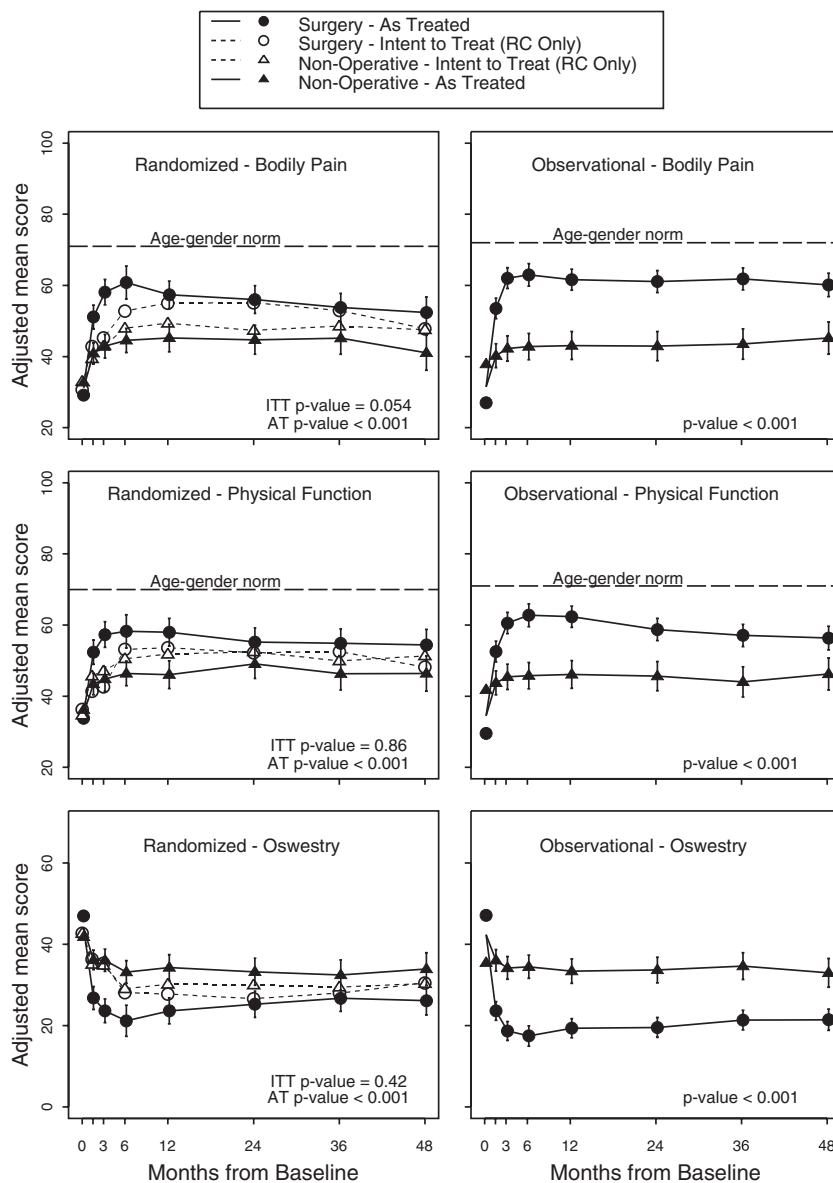 Surgery - As Treated
Surgery - Intent to Treat (RC Only)
Non-Operative - Intent to Treat (RC Only)
Non-Operative - As Treated
Adjusted mean score
100
80
60
40
20
Randomized - Bodily Pain
Age-gender norm
ITT p-value = 0.054
AT p-value < 0.001
Observational - Bodily Pain
Age-gender norm
p-value < 0.001
Adjusted mean score
100
80
60
40
20
Randomized - Physical Function
Age-gender norm
ITT p-value = 0.86
AT p-value < 0.001
Observational - Physical Function
Age-gender norm
p-value < 0.001
Adjusted mean score
60
40
20
0
Randomized - Oswestry
ITT p-value = 0.42
AT p-value < 0.001
Observational - Oswestry
p-value < 0.001
0 3 6 12 24 36 48
Months from Baseline
0 3 6 12 24 36 48
Months from Baseline